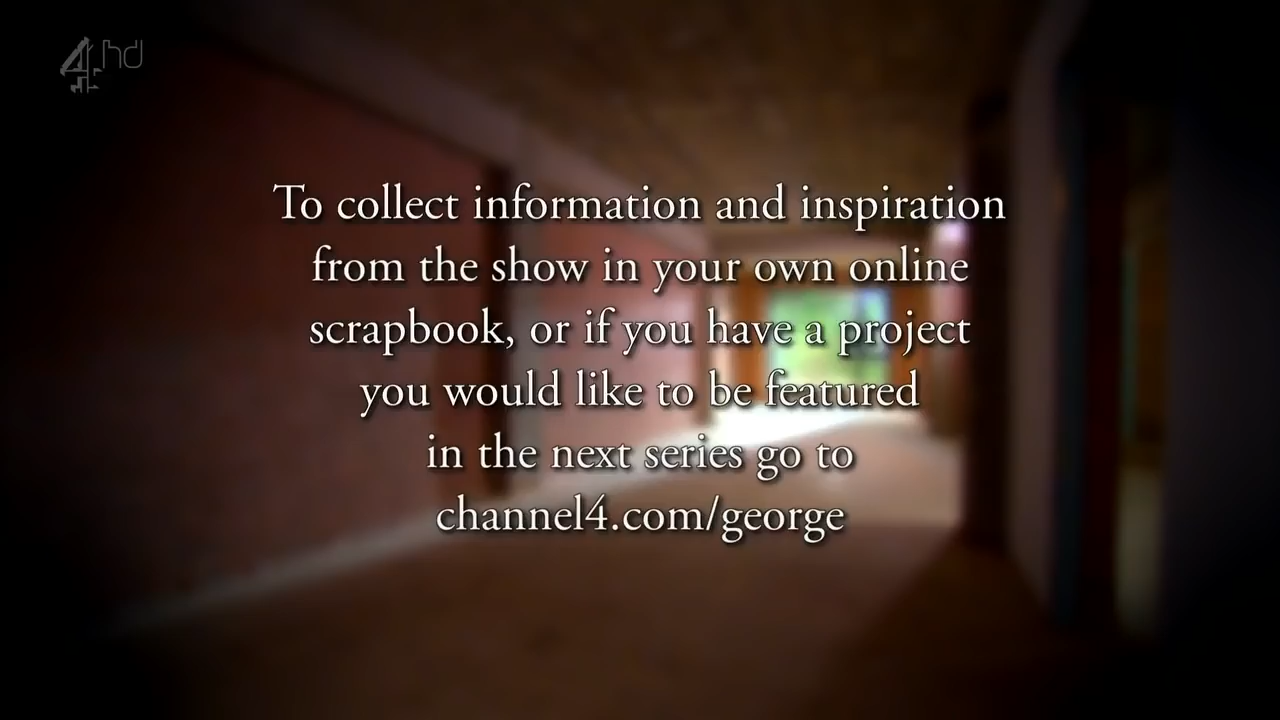 4hd
To collect information and inspiration
from the show in your own online
scrapbook, or if you have a project
you would like to be featured
in the next series go to
channel4.com/george